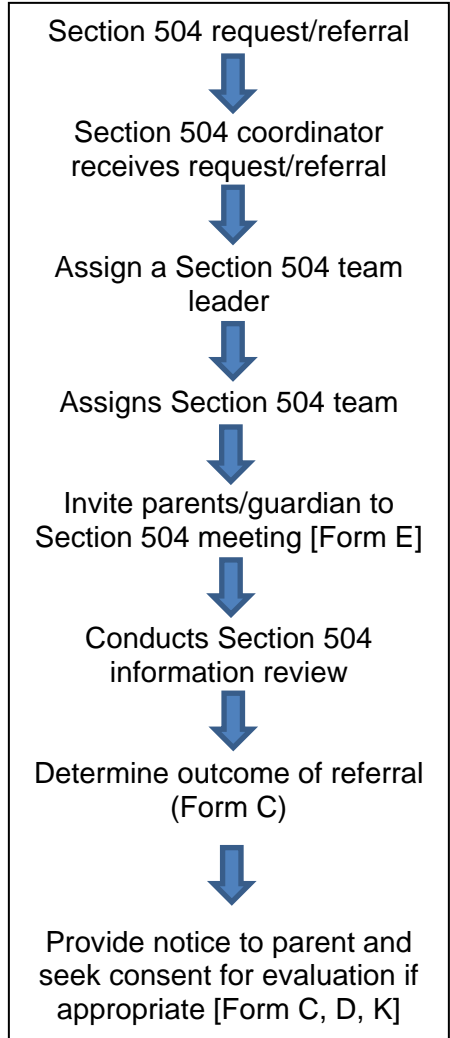 Section 504 request/referral
Section 504 coordinator
receives request/referral
Assign a Section 504 team
leader
Assigns Section 504 team
Invite parents/guardian to
Section 504 meeting [Form E]
Conducts Section 504
information review
Determine outcome of referral
(Form C)
Provide notice to parent and
seek consent for evaluation if
appropriate [Form C, D, K]